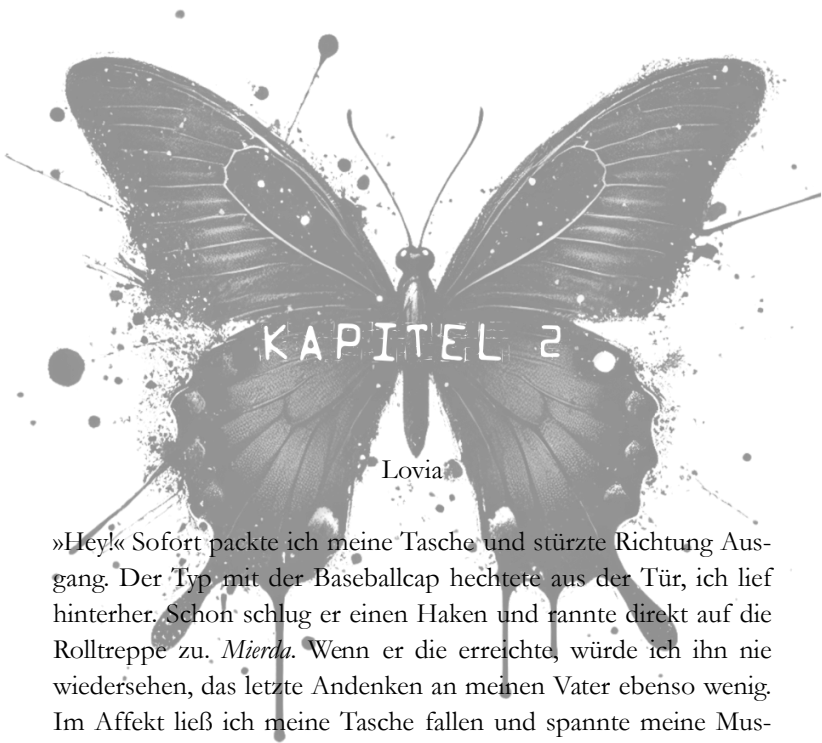 KAPITEL 2
Lovia
»Hey!« Sofort packte ich meine Tasche und stürzte Richtung Aus-
gang. Der Typ mit der Baseballcap hechtete aus der Tür, ich lief
hinterher. Schon schlug er einen Haken und rannte direkt auf die
Rolltreppe zu. Mierda. Wenn er die erreichte, würde ich ihn nie
wiedersehen, das letzte Andenken an meinen Vater ebenso wenig.
Im Affekt ließ ich meine Tasche fallen und spannte meine Mus-